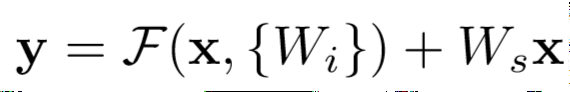 y = F(x, {W_i}) + W_s x